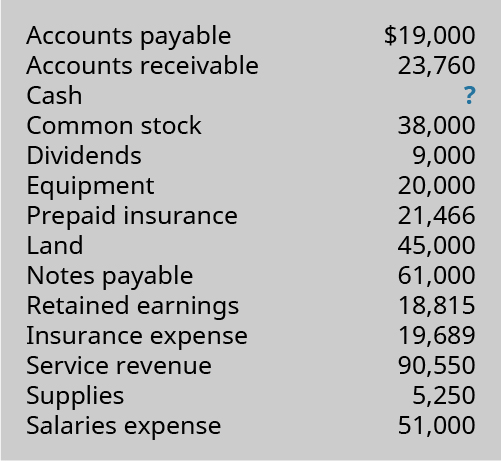 Accounts payable $19,000
Accounts receivable 23,760
Cash ?
Common stock 38,000
Dividends 9,000
Equipment 20,000
Prepaid insurance 21,466
Land 45,000
Notes payable 61,000
Retained earnings 18,815
Insurance expense 19,689
Service revenue 90,550
Supplies 5,250
Salaries expense 51,000